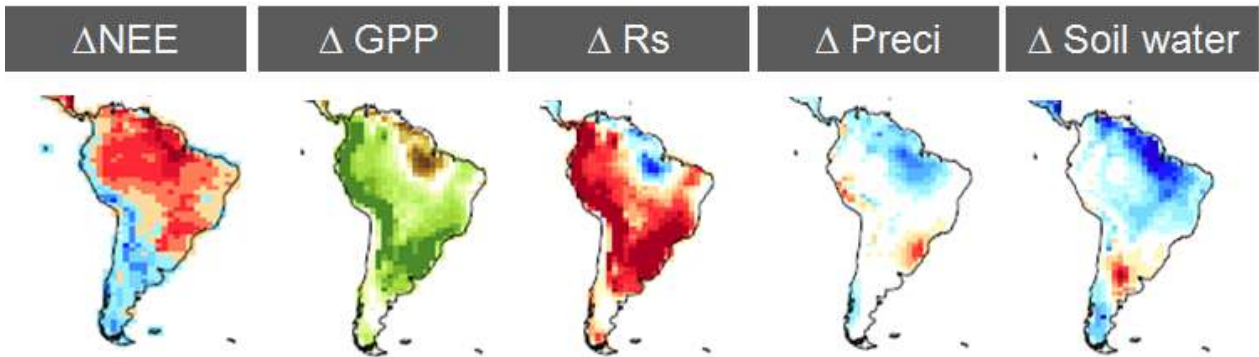 ΔNEE
Δ GPP
Δ Rs
Δ Preci
Δ Soil water